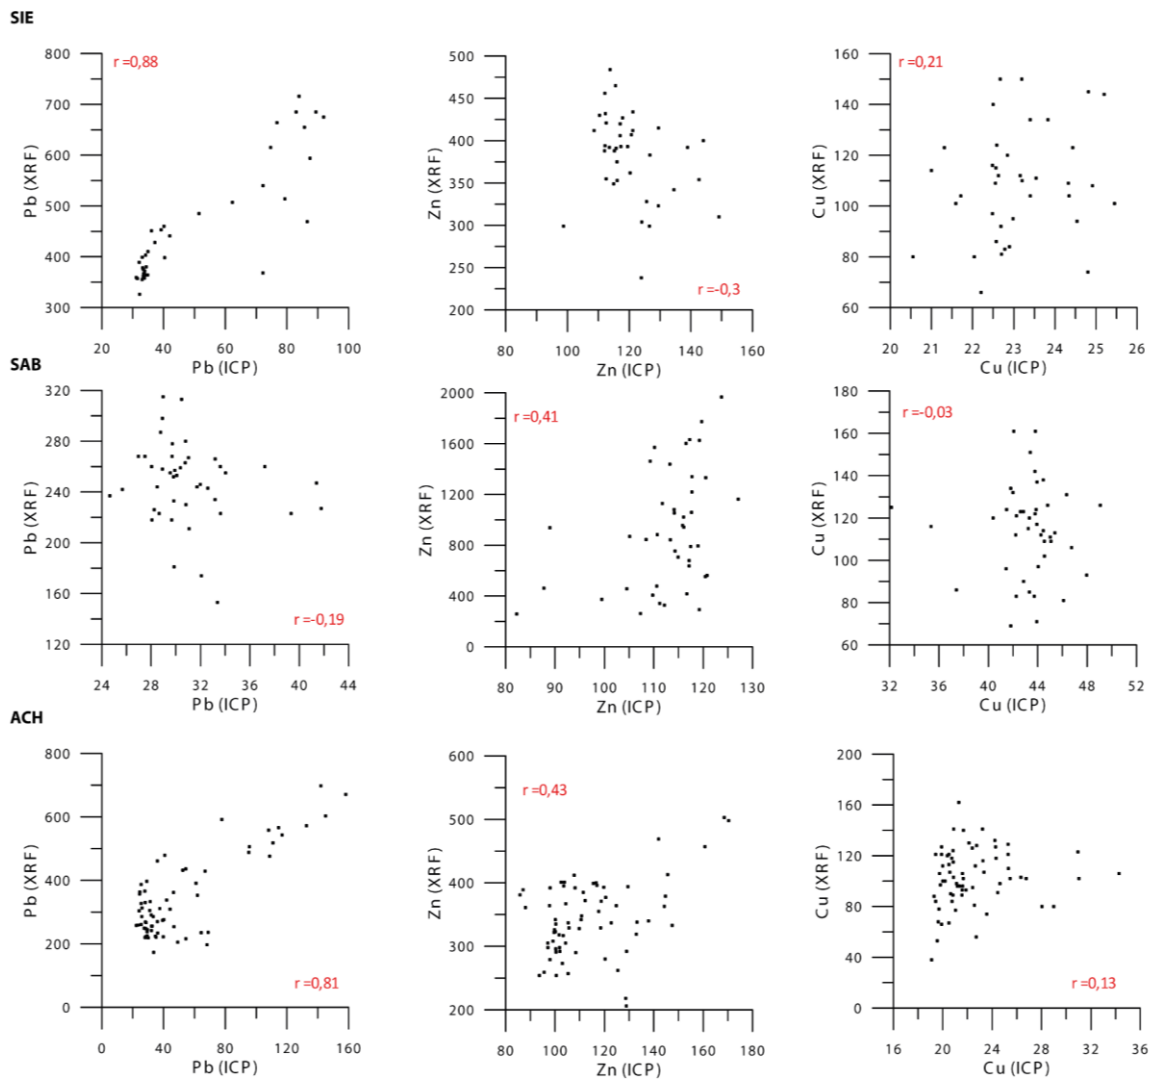 SIE
r =0,88
Pb (XRF)
800
700
600
500
400
300
20 40 60 80 100
Pb (ICP)
Zn (XRF)
500
450
400
350
300
250
200
r =-0,3
80 100 120 140 160
Zn (ICP)
r =0,21
Cu (XRF)
160
140
120
100
80
60
20 21 22 23 24 25 26
Cu (ICP)
SAB
Pb (XRF)
320
280
240
200
160
120
r =-0,19
24 28 32 36 40 44
Pb (ICP)
r =0,41
Zn (XRF)
2000
1600
1200
800
400
0
80 90 100 110 120 130
Zn (ICP)
r =-0,03
Cu (XRF)
180
160
140
120
100
80
60
32 36 40 44 48 52
Cu (ICP)
ACH
Pb (XRF)
800
600
400
200
0
r =0,81
0 40 80 120 160
Pb (ICP)
r =0,43
Zn (XRF)
600
500
400
300
200
80 100 120 140 160 180
Zn (ICP)
Cu (XRF)
200
160
120
80
40
0
r =0,13
16 20 24 28 32 36
Cu (ICP)